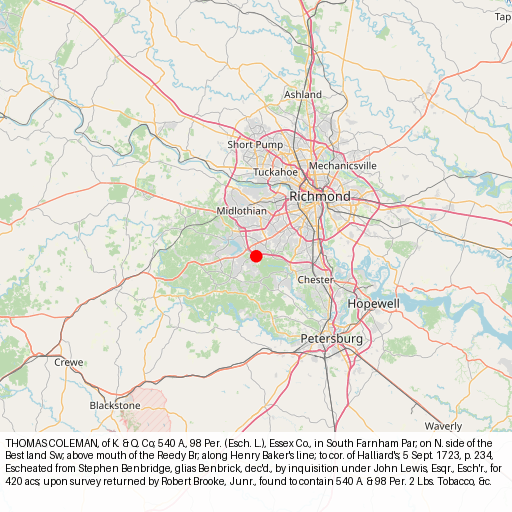 Tap
Ashland
Short Pump
Mechanicsville
Tuckahoe
Richmond
Midlothian
Chester
Hopewell
Petersburg
Crewe
Blackstone
Waverly
THOMAS COLEMAN, of K. & Q. Co; 540 A., 98 Per. (Esch. L.), Essex Co., in South Farnham Par; on N. side of the
Best land Sw; above mouth of the Reedy Br; along Henry Baker's line; to cor. of Halliard's; 5 Sept. 1723, p. 234,
Escheated from Stephen Benbridge, glias Benbrick, dec'd., by inquisition under John Lewis, Esqr., Esch'r., for
420 acs; upon survey returned by Robert Brooke, Junr., found to contain 540 A. & 98 Per. 2 Lbs. Tobacco, &c.